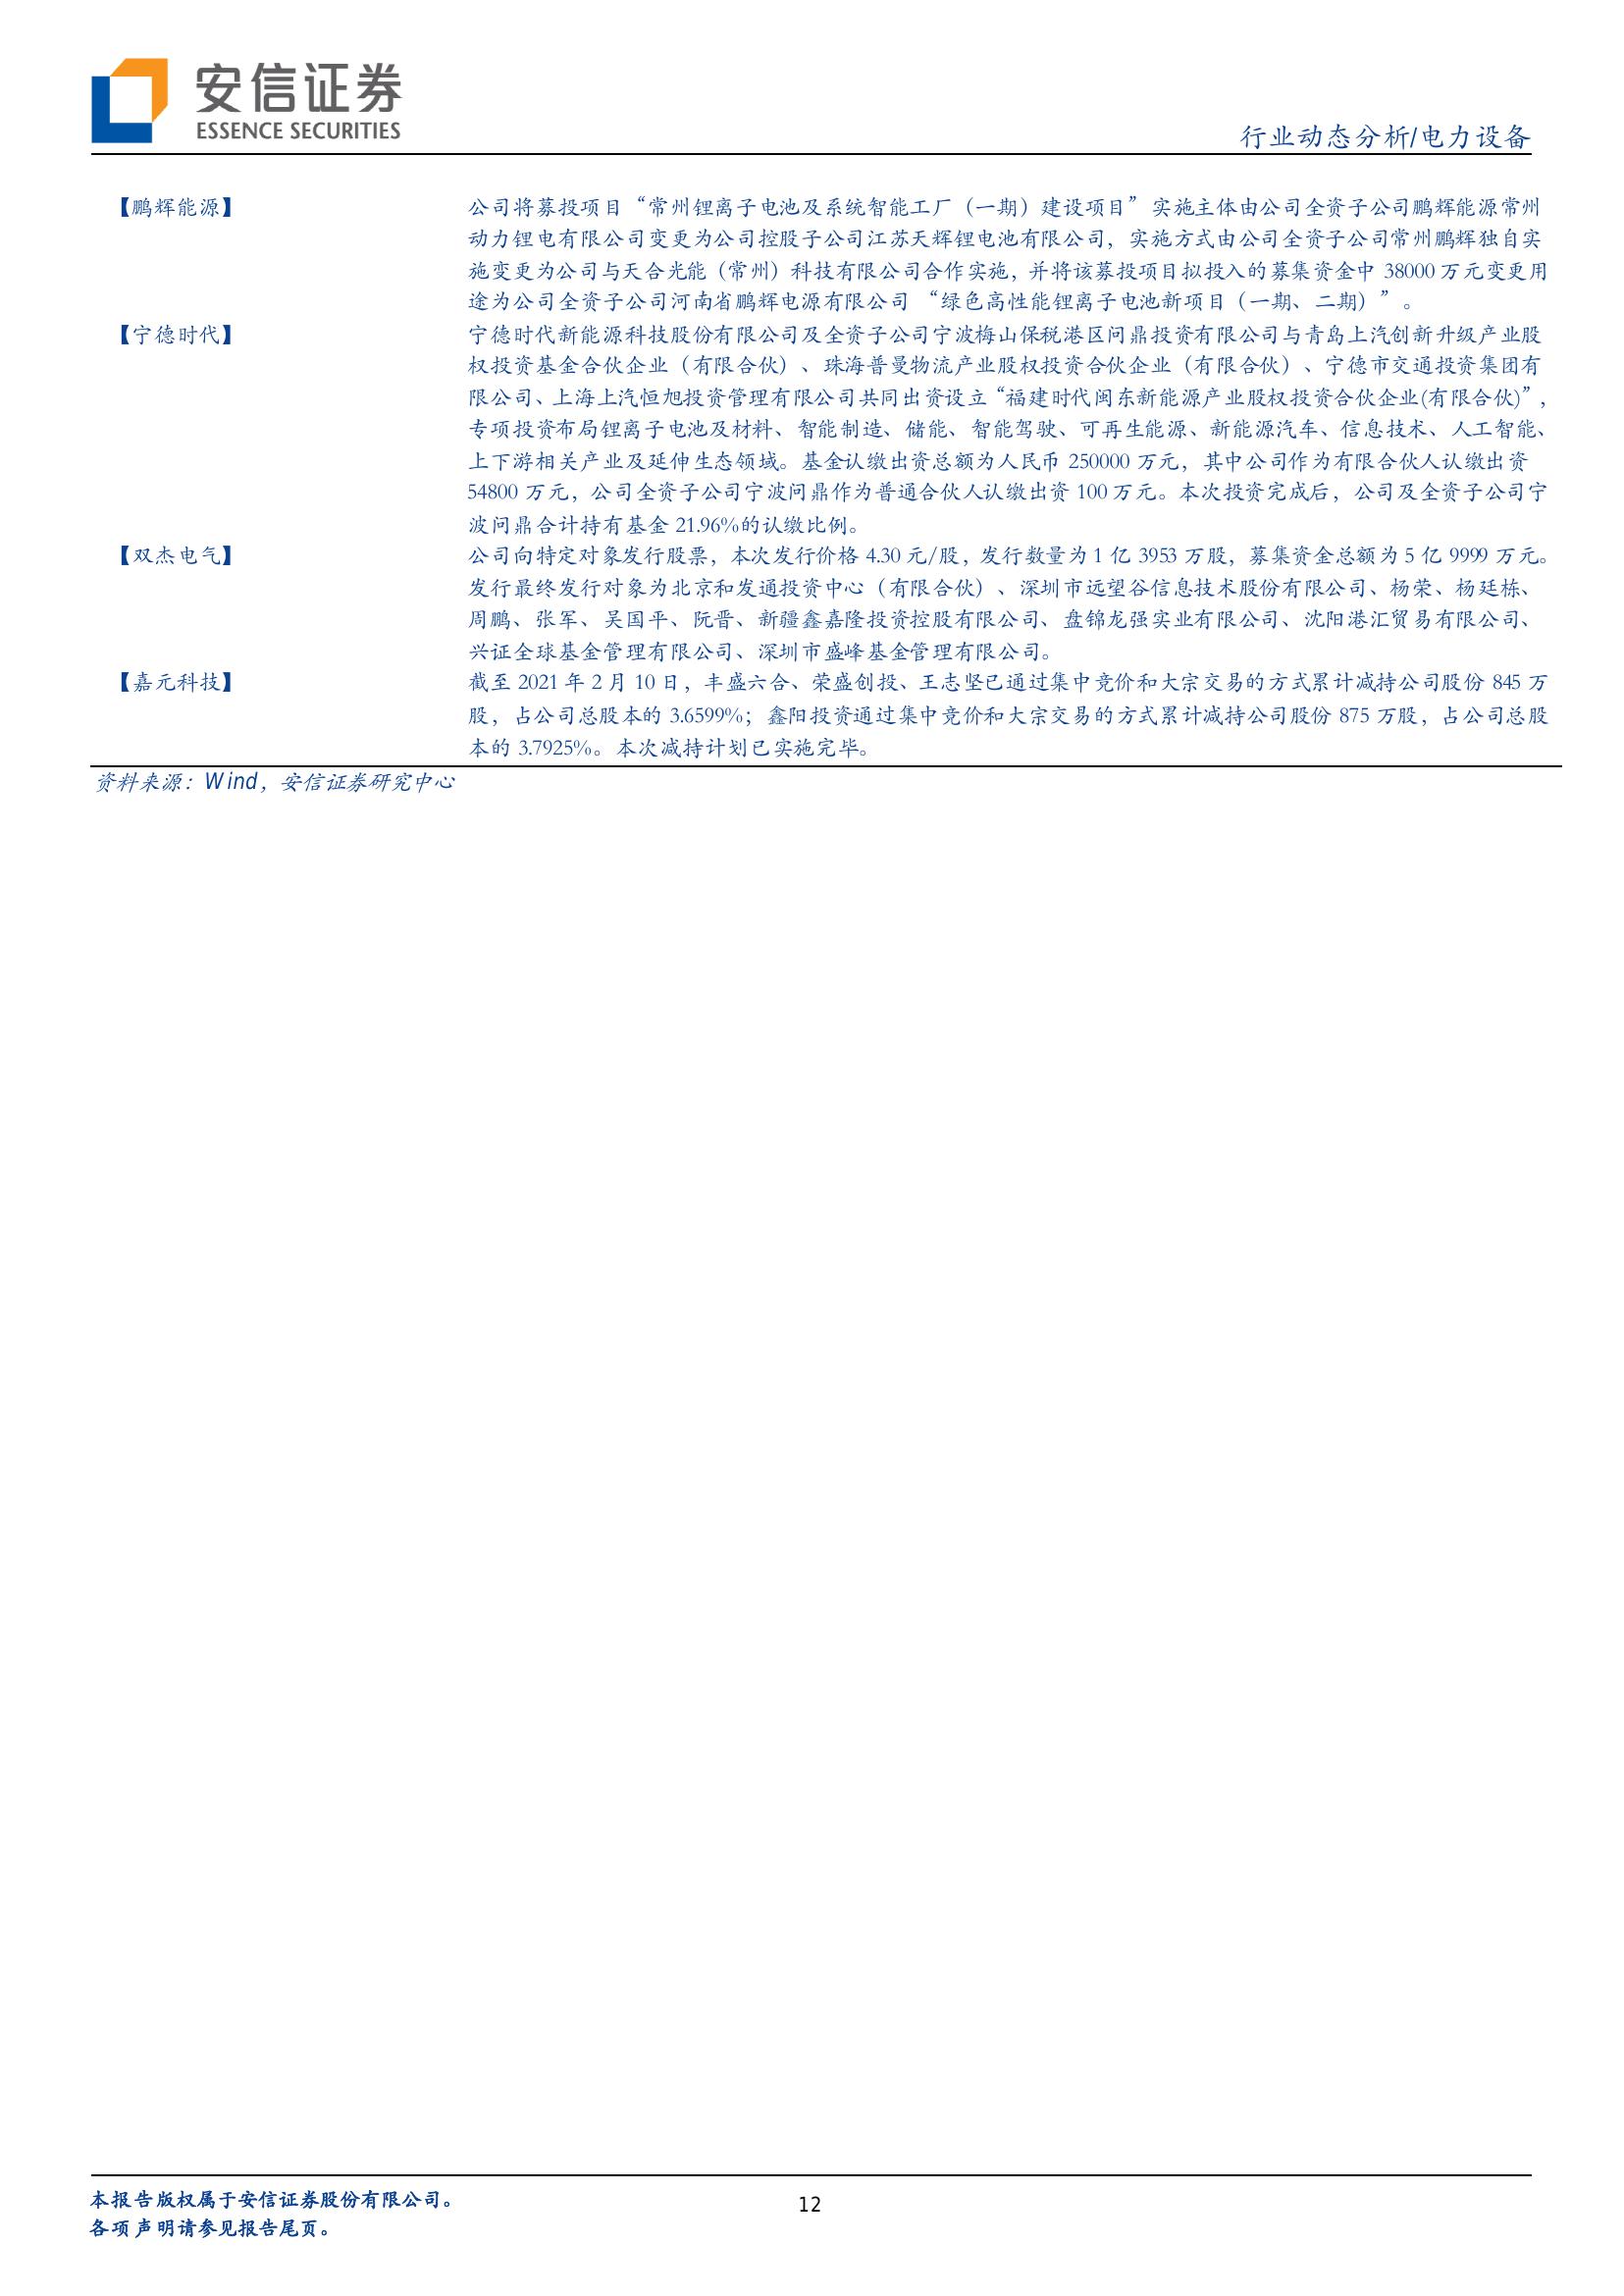 安信证券
ESSENCE SECURITIES
行业动态分析/电力设备
【鹏辉能源】
公司将募投项目“常州锂离子电池及系统智能工厂（一期）建设项目”实施主体由公司全资子公司鹏辉能源常州
动力锂电有限公司变更为公司控股子公司江苏天辉锂电池有限公司，实施方式由公司全资子公司常州鹏辉独自实
施变更为公司与天合光能（常州）科技有限公司合作实施，并将该募投项目拟投入的募集资金中 38000 万元变更用
途为公司全资子公司河南省鹏辉电源有限公司 “绿色高性能锂离子电池新项目（一期、二期）”。
【宁德时代】
宁德时代新能源科技股份有限公司及全资子公司宁波梅山保税港区问鼎投资有限公司与青岛上汽创新升级产业股
权投资基金合伙企业（有限合伙）、珠海普曼物流产业股权投资合伙企业（有限合伙）、宁德市交通投资集团有
限公司、上海上汽恒旭投资管理有限公司共同出资设立“福建时代闽东新能源产业股权投资合伙企业(有限合伙)”，
专项投资布局锂离子电池及材料、智能制造、储能、智能驾驶、可再生能源、新能源汽车、信息技术、人工智能、
上下游相关产业及延伸生态领域。基金认缴出资总额为人民币 250000 万元，其中公司作为有限合伙人认缴出资
54800 万元，公司全资子公司宁波问鼎作为普通合伙人认缴出资 100 万元。本次投资完成后，公司及全资子公司宁
波问鼎合计持有基金 21.96%的认缴比例。
【双杰电气】
公司向特定对象发行股票，本次发行价格 4.30 元/股，发行数量为 1 亿 3953 万股，募集资金总额为 5 亿 9999 万元。
发行最终发行对象为北京和发通投资中心（有限合伙）、深圳市远望谷信息技术股份有限公司、杨荣、杨廷栋、
周鹏、张军、吴国平、阮晋、新疆鑫嘉隆投资控股有限公司、盘锦龙强实业有限公司、沈阳港汇贸易有限公司、
兴证全球基金管理有限公司、深圳市盛峰基金管理有限公司。
【嘉元科技】
截至 2021 年 2 月 10 日，丰盛六合、荣盛创投、王志坚已通过集中竞价和大宗交易的方式累计减持公司股份 845 万
股，占公司总股本的 3.6599%；鑫阳投资通过集中竞价和大宗交易的方式累计减持公司股份 875 万股，占公司总股
本的 3.7925%。本次减持计划已实施完毕。
资料来源：Wind，安信证券研究中心
本报告版权属于安信证券股份有限公司。
各项声明请参见报告尾页。
12